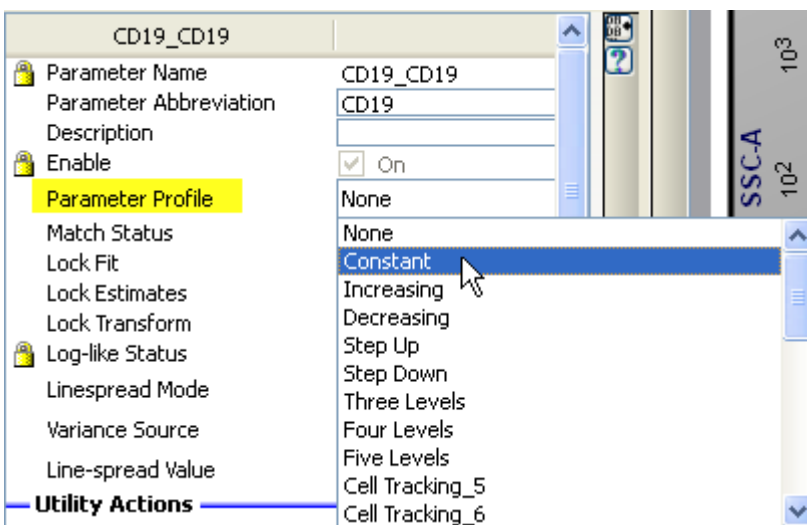 CD19_CD19
Parameter Name CD19_CD19
Parameter Abbreviation CD19
Description
Enable On
Parameter Profile None
Match Status None
Lock Fit Constant
Lock Estimates Increasing
Lock Transform Decreasing
Log-like Status Step Up
Linespread Mode Step Down
Three Levels
Variance Source Four Levels
Line-spread Value Five Levels
Cell Tracking_5
Utility Actions Cell Tracking_6
SSC-A
10³
10²